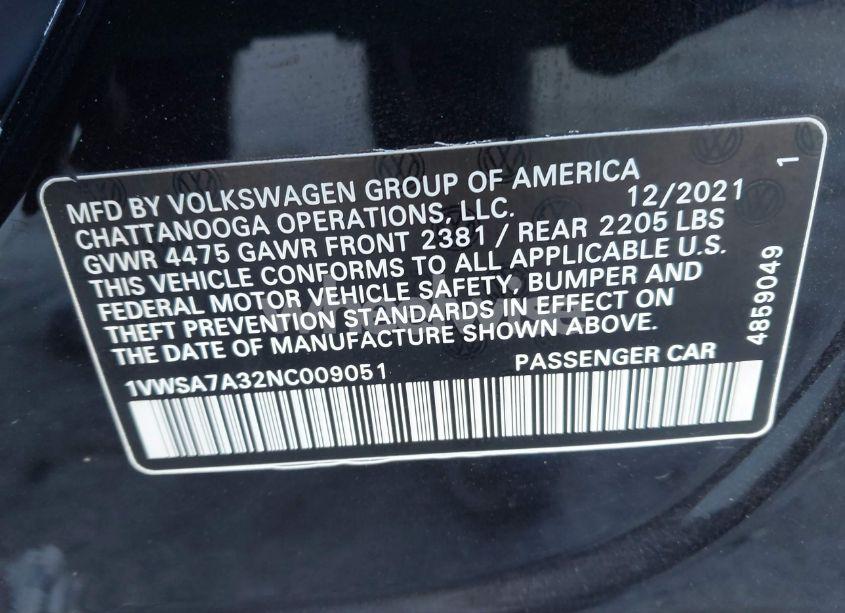 MFD BY VOLKSWAGEN GROUP OF AMERICA
CHATTANOOGA OPERATIONS, LLC. 12/2021
GVWR 4475 GAWR FRONT 2381 / REAR 2205 LBS
THIS VEHICLE CONFORMS TO ALL APPLICABLE U.S.
FEDERAL MOTOR VEHICLE SAFETY, BUMPER AND
THEFT PREVENTION STANDARDS IN EFFECT ON
THE DATE OF MANUFACTURE SHOWN ABOVE.
1VWSA7A32NC009051 PASSENGER CAR
4859049 1